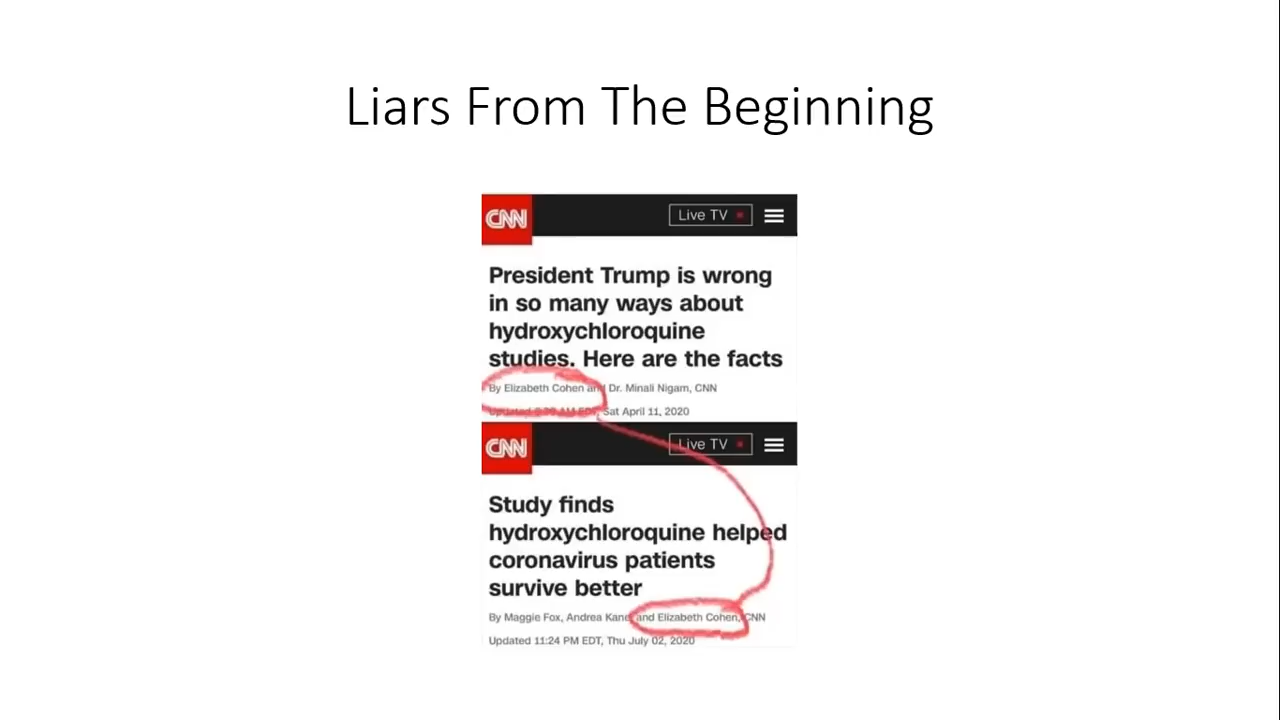 Liars From The Beginning
CNN
Live TV
President Trump is wrong
in so many ways about
hydroxychloroquine
studies. Here are the facts
By Elizabeth Cohen and Dr. Minali Nigam, CNN
Updated AM EDT, Sat April 11, 2020
CNN
Live TV
Study finds
hydroxychloroquine helped
coronavirus patients
survive better
By Maggie Fox, Andrea Kane and Elizabeth Cohen, CNN
Updated 11:24 PM EDT, Thu July 02, 2020